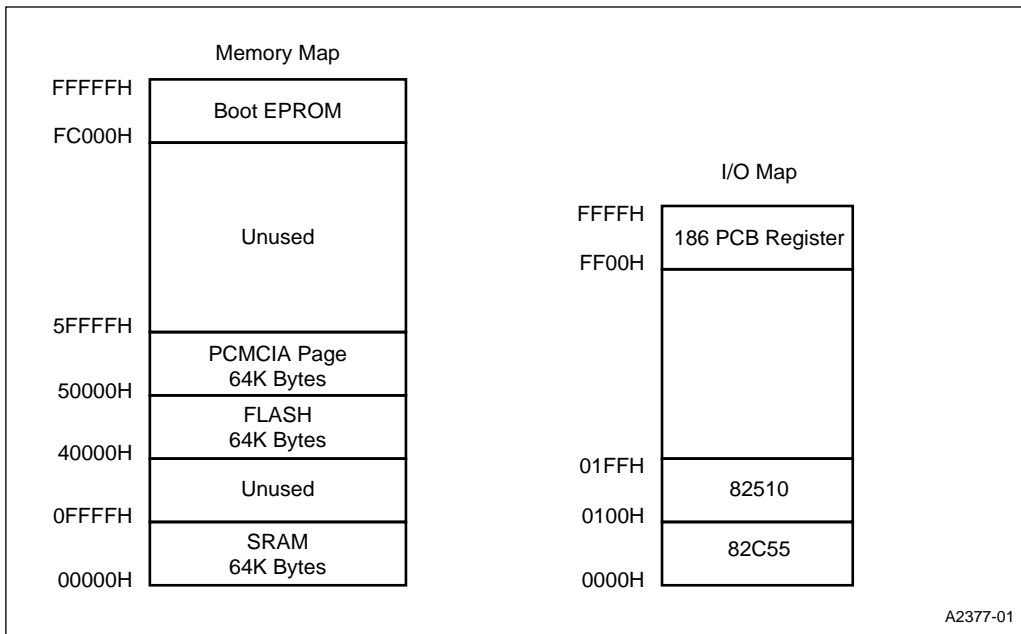 Memory Map
FFFFFH
Boot EPROM
FC000H
Unused
5FFFFH
PCMCIA Page
64K Bytes
50000H
FLASH
64K Bytes
40000H
Unused
0FFFFH
SRAM
64K Bytes
00000H
I/O Map
FFFFH
186 PCB Register
FF00H
01FFH
82510
0100H
82C55
0000H
A2377-01